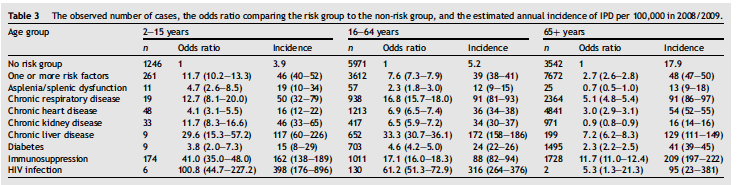 Table 3 The observed number of cases, the odds ratio comparing the risk group to the non-risk group, and the estimated annual incidence of IPD per 100,000 in 2008/2009.
Age group 2–15 years 16–64 years 65+ years
n Odds ratio Incidence n Odds ratio Incidence n Odds ratio Incidence
No risk group 1246 1 3.9 5971 1 5.2 3542 1 17.9
One or more risk factors 261 11.7 (10.2–13.3) 46 (40–52) 3612 7.6 (7.3–7.9) 39 (38–41) 7672 2.7 (2.6–2.8) 48 (47–50)
Asplenia/splenic dysfunction 11 4.7 (2.6–8.5) 19 (10–34) 57 2.3 (1.8–3.0) 12 (9–15) 25 0.7 (0.5–1.0) 13 (9–18)
Chronic respiratory disease 19 12.7 (8.1–20.0) 50 (32–79) 938 16.8 (15.7–18.0) 91 (81–93) 2364 5.1 (4.8–5.4) 91 (86–97)
Chronic heart disease 48 4.1 (3.1–5.5) 16 (12–22) 1213 6.9 (6.5–7.4) 36 (34–38) 4841 3.0 (2.9–3.1) 54 (52–55)
Chronic kidney disease 33 11.7 (8.3–16.6) 46 (33–65) 417 6.5 (5.9–7.2) 34 (30–37) 971 0.9 (0.8–0.9) 16 (14–16)
Chronic liver disease 9 29.6 (15.3–57.2) 117 (60–226) 652 33.3 (30.7–36.1) 172 (158–186) 199 7.2 (6.2–8.3) 129 (111–149)
Diabetes 9 3.8 (2.0–7.3) 15 (8–29) 703 4.6 (4.2–5.0) 24 (22–26) 1495 2.3 (2.2–2.5) 41 (39–45)
Immunosuppression 174 41.0 (35.0–48.0) 162 (138–189) 1011 17.1 (16.0–18.3) 88 (82–94) 1728 11.7 (11.0–12.4) 209 (197–222)
HIV infection 6 100.8 (44.7–227.2) 398 (176–896) 130 61.2 (51.3–72.9) 316 (264–376) 2 5.3 (1.3–21.3) 95 (23–381)